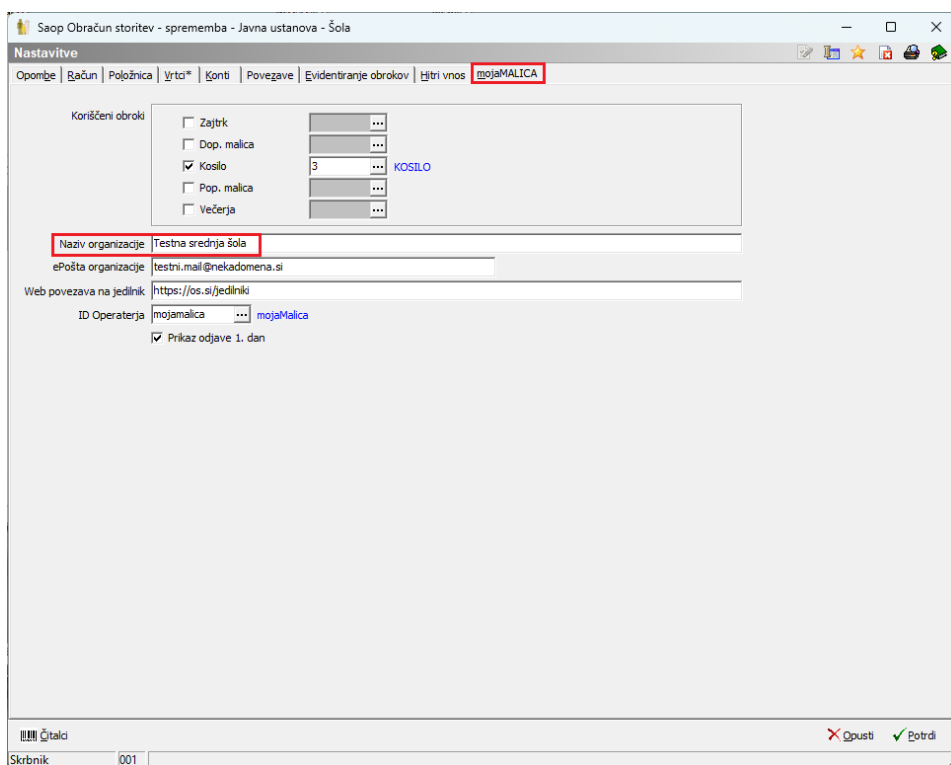 Saop Obračun storitev - sprememba - Javna ustanova - Šola
Nastavitve
Opombe Račun Položnica Vrtci* Konti Povezave Evidentiranje obrokov Hitri vnos mojaMALICA
Koriščeni obroki
Zajtrk ...
Dop. malica ...
Kosilo 3 ... KOSILO
Pop. malica ...
Večerja ...
Naziv organizacije Testna srednja šola
ePošta organizacije testni.mail@nekadomena.si
Web povezava na jedilnik https://os.si/jedilniki
ID Operaterja mojamalica ... mojaMalica
Prikaz odjave 1. dan
Čitalci Opusti Potrdi
Skrbnik 001